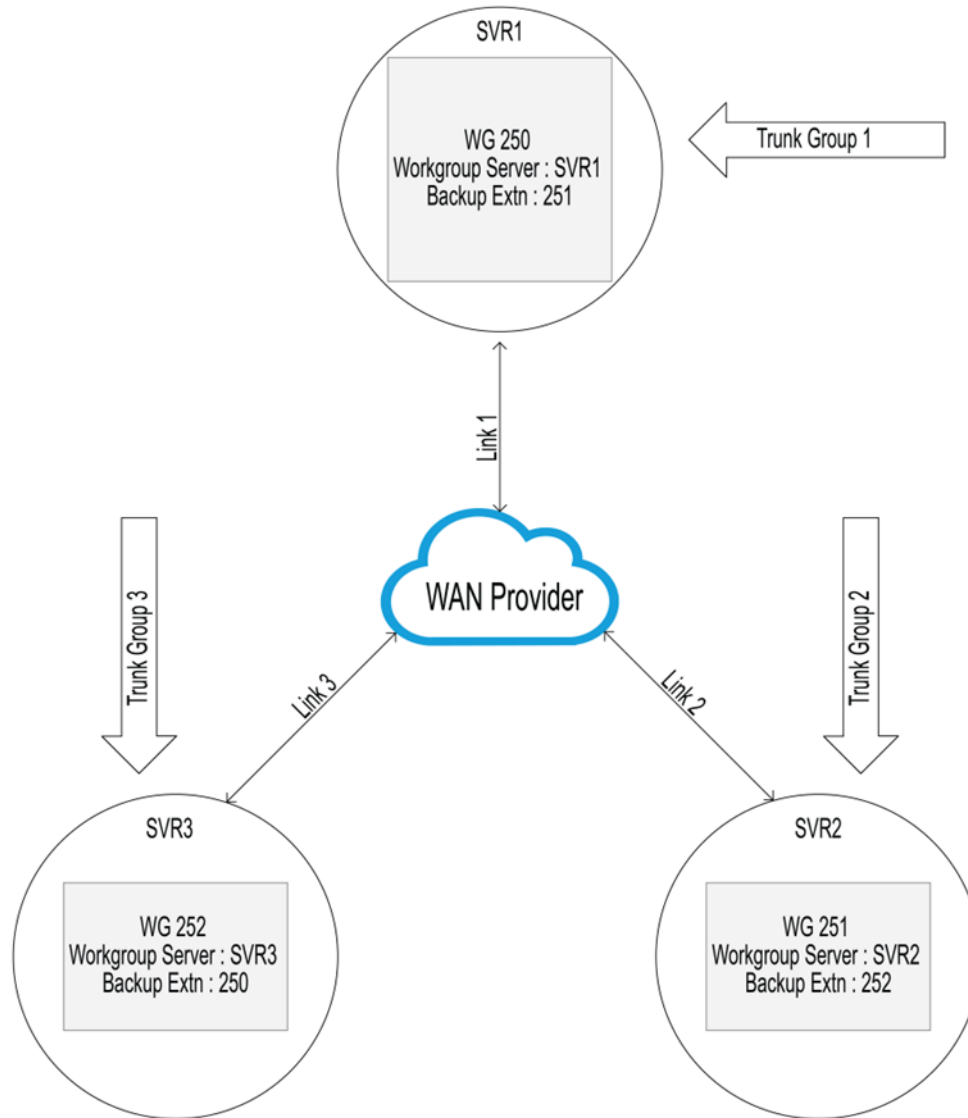 SVR1
WG 250
Workgroup Server : SVR1
Backup Extn : 251
Trunk Group 1
Link 1
WAN Provider
Trunk Group 3
Trunk Group 2
Link 3
Link 2
SVR3
WG 252
Workgroup Server : SVR3
Backup Extn : 250
SVR2
WG 251
Workgroup Server : SVR2
Backup Extn : 252